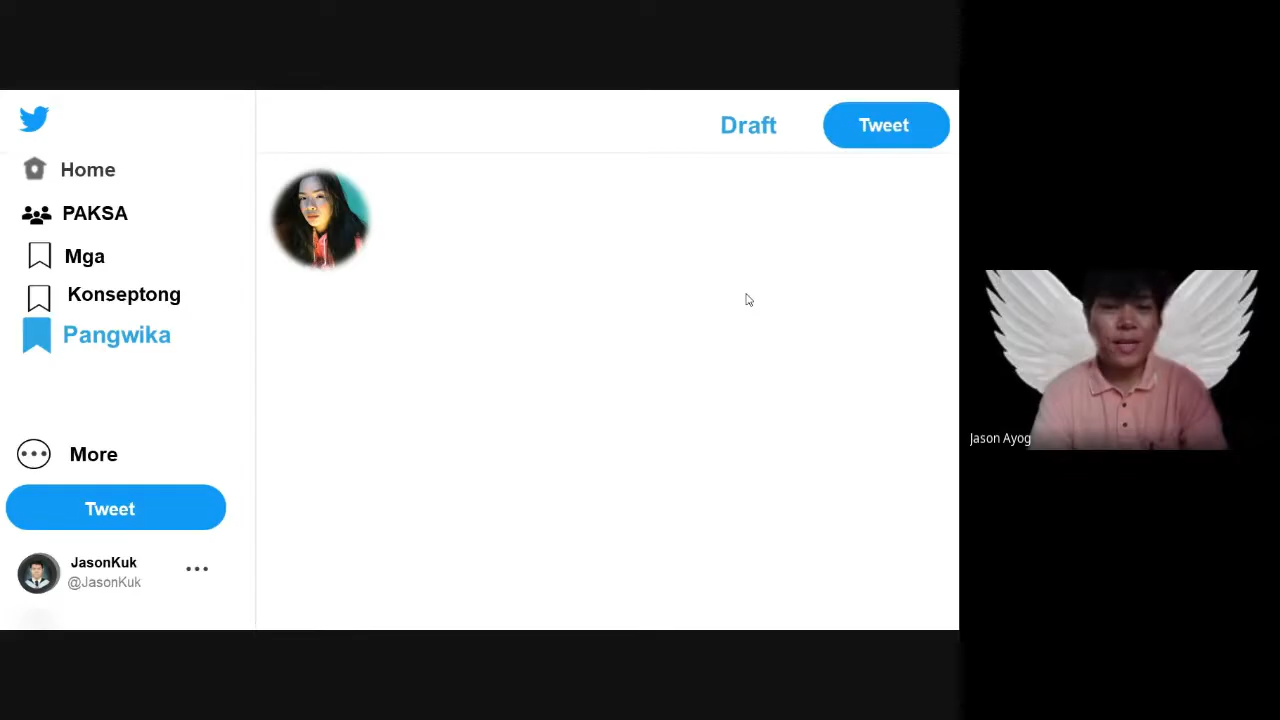 Draft
Tweet
Home
PAKSA
Mga
Konseptong
Pangwika
More
Tweet
JasonKuk
@JasonKuk
Jason Ayog